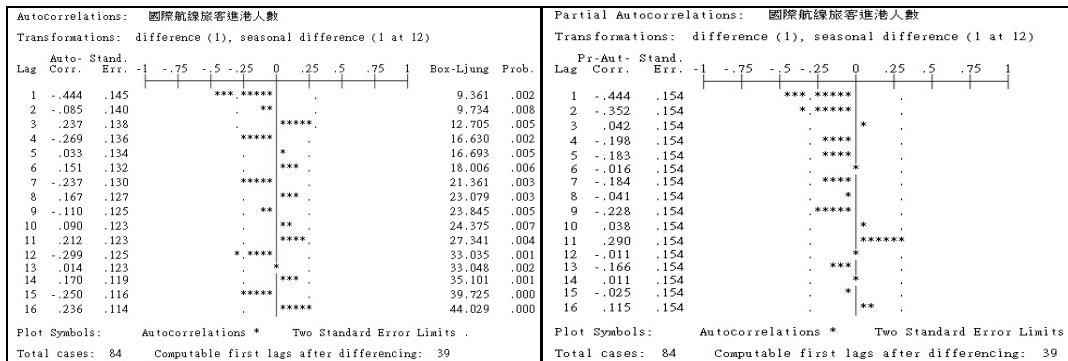 Autocorrelations: 國際航線旅客進港人數
Transformations: difference (1), seasonal difference (1 at 12)
Auto- Stand.
Lag Corr. Err. -1 -.75 -.5 -.25 0 .25 .5 .75 1 Box-Ljung Prob.
1 -.444 .145 ***.***** . 9.361 .002
2 -.085 .140 . ** . 9.734 .008
3 .237 .138 . *****. 12.705 .005
4 -.269 .136 ***** . 16.630 .002
5 .033 .134 . * . 16.693 .005
6 .151 .132 . *** . 18.006 .006
7 -.237 .130 ***** . 21.363 .003
8 .167 .127 . *** . 23.079 .003
9 -.110 .125 . ** . 23.845 .005
10 .090 .123 . ** . 24.375 .007
11 .212 .123 . ****. 27.341 .004
12 -.299 .125 *.**** . 33.035 .001
13 .014 .123 . * . 33.048 .002
14 .170 .119 . *** . 35.101 .001
15 -.250 .116 ***** . 39.725 .000
16 .236 .114 . ***** 44.029 .000
Plot Symbols: Autocorrelations * Two Standard Error Limits .
Total cases: 84 Computable first lags after differencing: 39
Partial Autocorrelations: 國際航線旅客進港人數
Transformations: difference (1), seasonal difference (1 at 12)
Pr-Aut- Stand.
Lag Corr. Err. -1 -.75 -.5 -.25 0 .25 .5 .75 1
1 -.444 .154 ***.***** .
2 -.352 .154 *.***** .
3 .042 .154 . * .
4 -.198 .154 . **** .
5 -.183 .154 . **** .
6 -.016 .154 . * .
7 -.184 .154 . **** .
8 -.041 .154 . * .
9 -.228 .154 .***** .
10 .038 .154 . * .
11 .290 .154 . ******
12 -.011 .154 . * .
13 -.166 .154 . *** .
14 .011 .154 . * .
15 -.025 .154 . * .
16 .115 .154 . ** .
Plot Symbols: Autocorrelations * Two Standard Error Limits
Total cases: 84 Computable first lags after differencing: 39